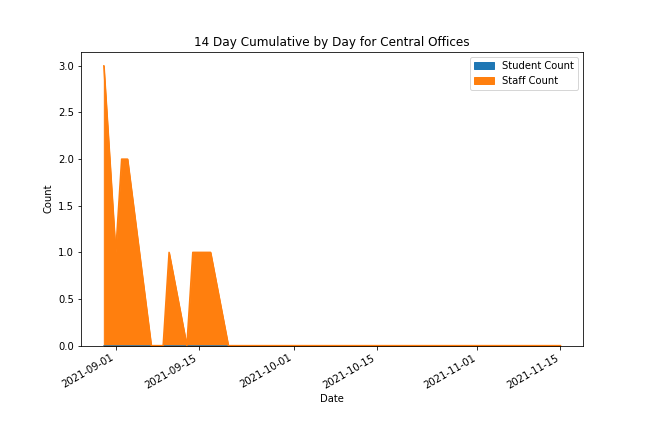 14 Day Cumulative by Day for Central Offices
Student Count
Staff Count
3.0
2.5
2.0
1.5
1.0
0.5
0.0
Count
2021-09-01
2021-09-15
2021-10-01
2021-10-15
2021-11-01
2021-11-15
Date